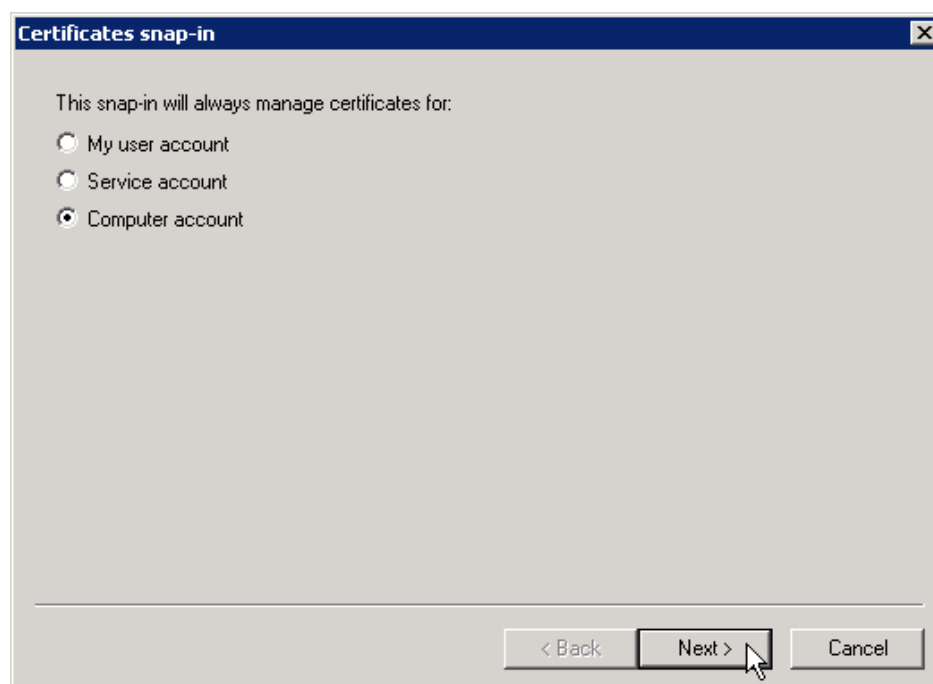 Certificates snap-in
This snap-in will always manage certificates for:
My user account
Service account
Computer account
< Back Next > Cancel